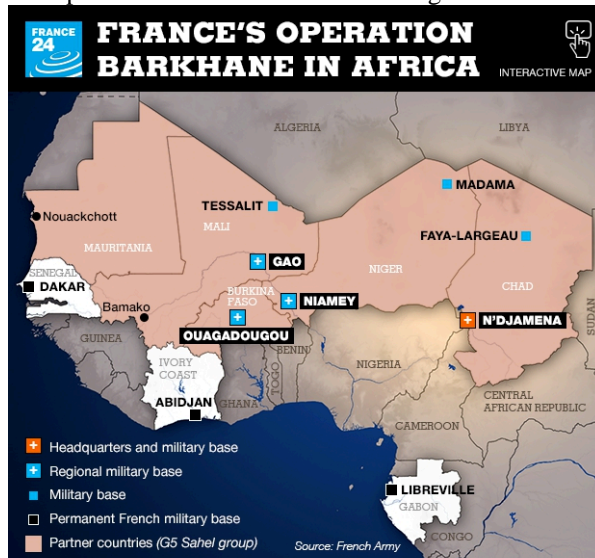 FRANCE 24
FRANCE'S OPERATION
BARKHANE IN AFRICA
INTERACTIVE MAP
ALGERIA
LIBYA
MADAMA
TESSALIT
MALI
Nouackchott
FAYA-LARGEAU
MAURITANIA
GAO
NIGER
SENEGAL
CHAD
DAKAR
BURKINA
FASO
NIAMEY
Bamako
N'DJAMENA
SUDAN
OUAGADOUGOU
GUINEA
BENIN
IVORY
COAST
TOGO
NIGERIA
CENTRAL
AFRICAN REPUBLIC
ABIDJAN
GHANA
CAMEROON
Headquarters and military base
Regional military base
Military base
LIBREVILLE
GABON
Permanent French military base
Partner countries (G5 Sahel group)
Source: French Army
CONGO